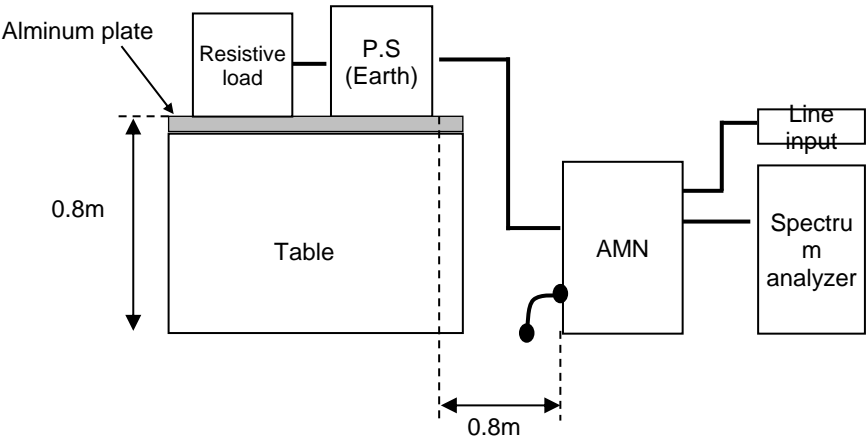 Alminum plate
Resistive
load
P.S
(Earth)
Line
input
0.8m
Table
AMN
Spectru
m
analyzer
0.8m